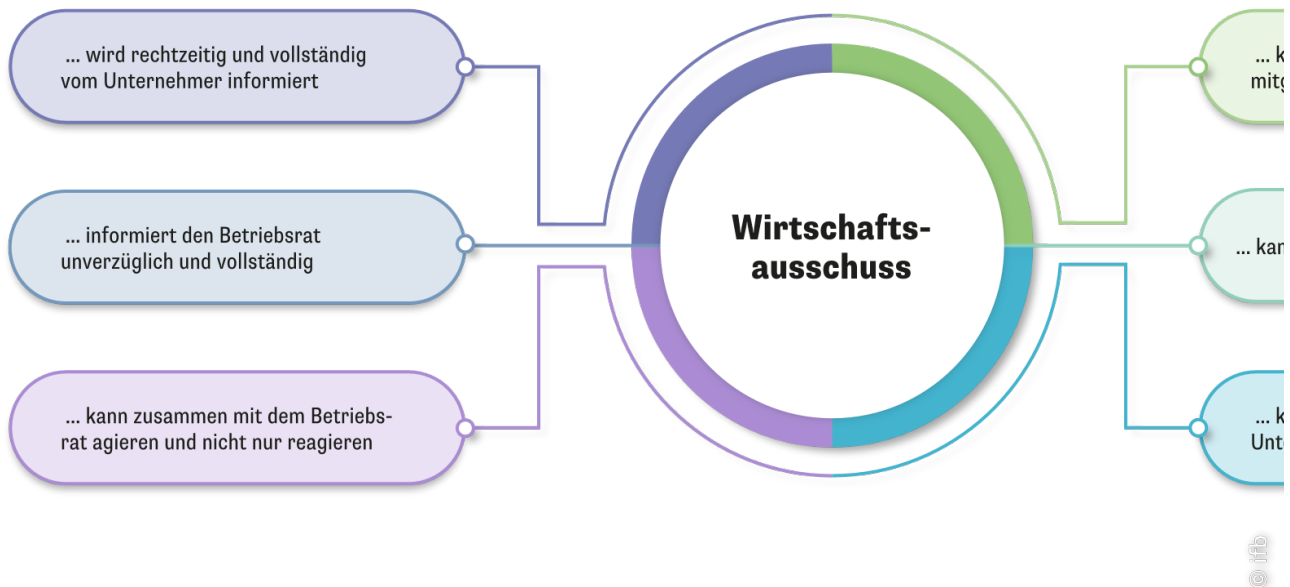 ... wird rechtzeitig und vollständig
vom Unternehmer informiert
... informiert den Betriebsrat
unverzüglich und vollständig
... kann zusammen mit dem Betriebs-
rat agieren und nicht nur reagieren
Wirtschafts-
ausschuss
...
...
...
© ifb